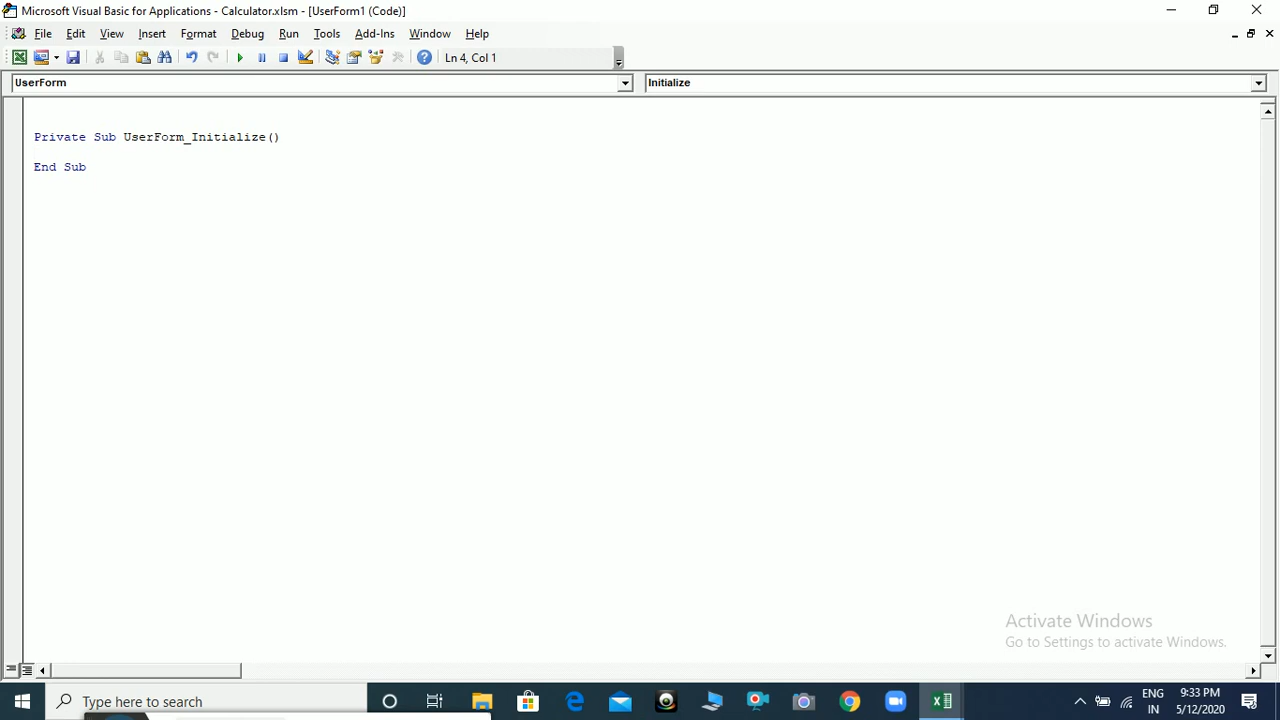 Microsoft Visual Basic for Applications - Calculator.xlsm - [UserForm1 (Code)]
File Edit View Insert Format Debug Run Tools Add-Ins Window Help
Ln 4, Col 1
UserForm Initialize
Private Sub UserForm_Initialize()
End Sub
Activate Windows
Go to Settings to activate Windows.
Type here to search
ENG 9:33 PM
IN 5/12/2020